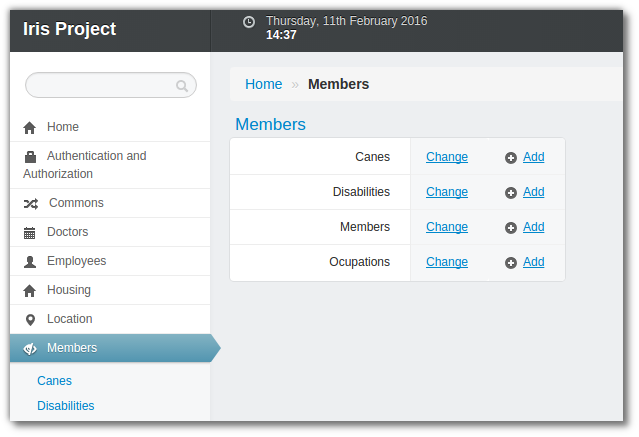 Iris Project
Thursday, 11th February 2016
14:37
Home » Members
Home
Authentication and
Authorization
Commons
Doctors
Employees
Housing
Location
Members
Canes
Disabilities
Members
Canes Change Add
Disabilities Change Add
Members Change Add
Ocupations Change Add